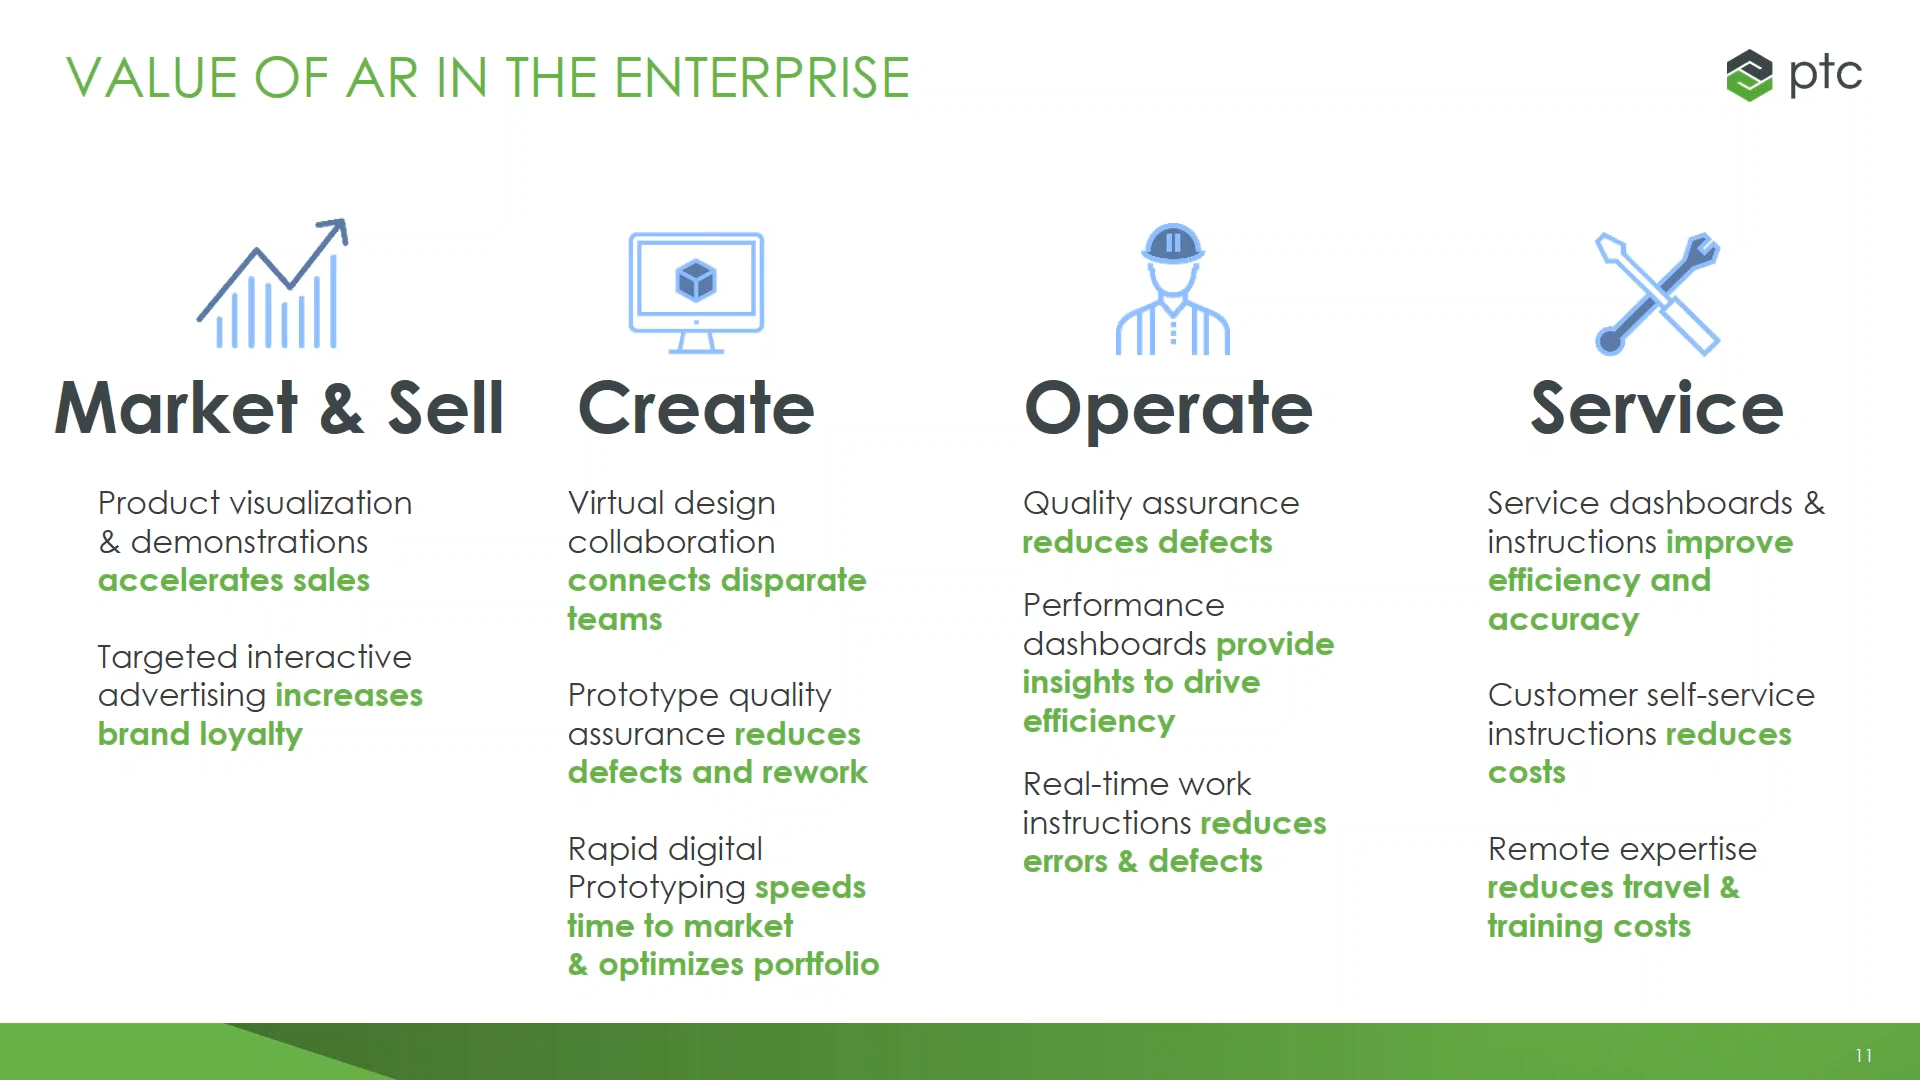 VALUE OF AR IN THE ENTERPRISE
ptc
Market & Sell
Product visualization
& demonstrations
accelerates sales
Targeted interactive
advertising increases
brand loyalty
Create
Virtual design
collaboration
connects disparate
teams
Prototype quality
assurance reduces
defects and rework
Rapid digital
Prototyping speeds
time to market
& optimizes portfolio
Operate
Quality assurance
reduces defects
Performance
dashboards provide
insights to drive
efficiency
Real-time work
instructions reduces
errors & defects
Service
Service dashboards &
instructions improve
efficiency and
accuracy
Customer self-service
instructions reduces
costs
Remote expertise
reduces travel &
training costs
11